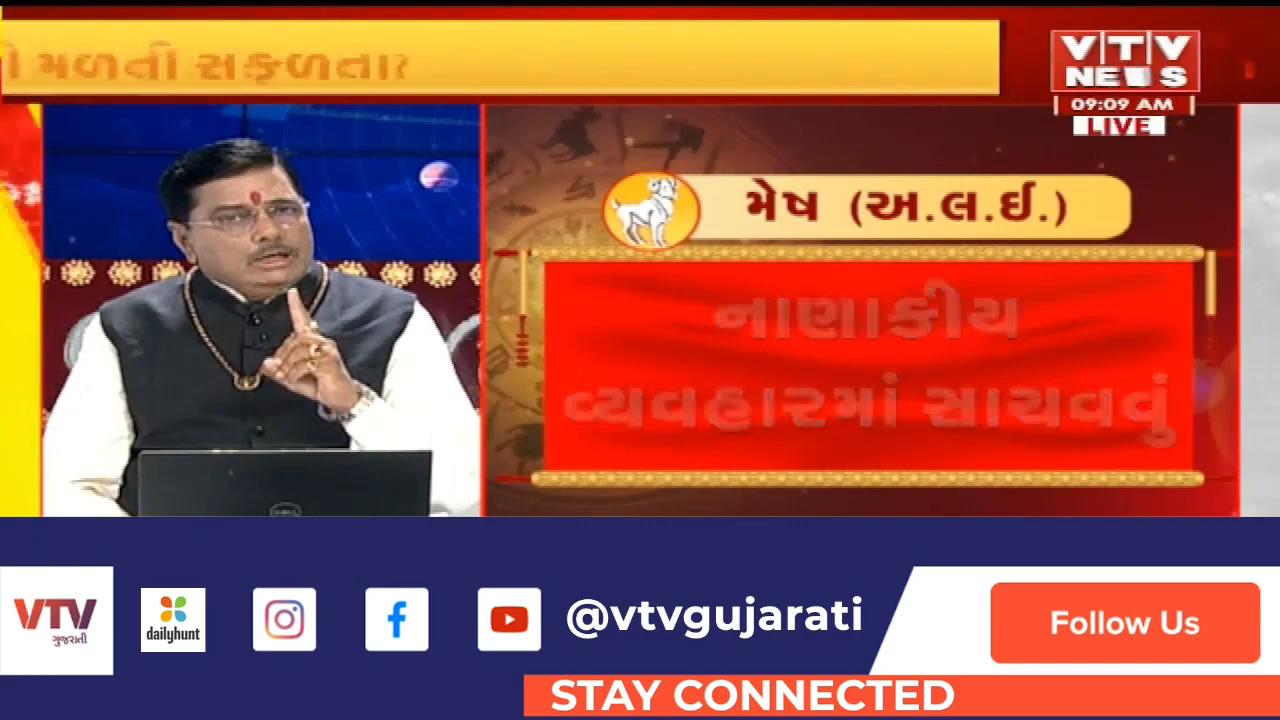 મળતી સફળતા?
VTV
NEWS
09:09 AM
LIVE
મેષ (અ.લ.ઈ.)
નાણાકીય
વ્યવહારમાં સાચવવું
DELL
VTV
ગુજરાતી
dailyhunt
@vtvgujarati
Follow Us
STAY CONNECTED